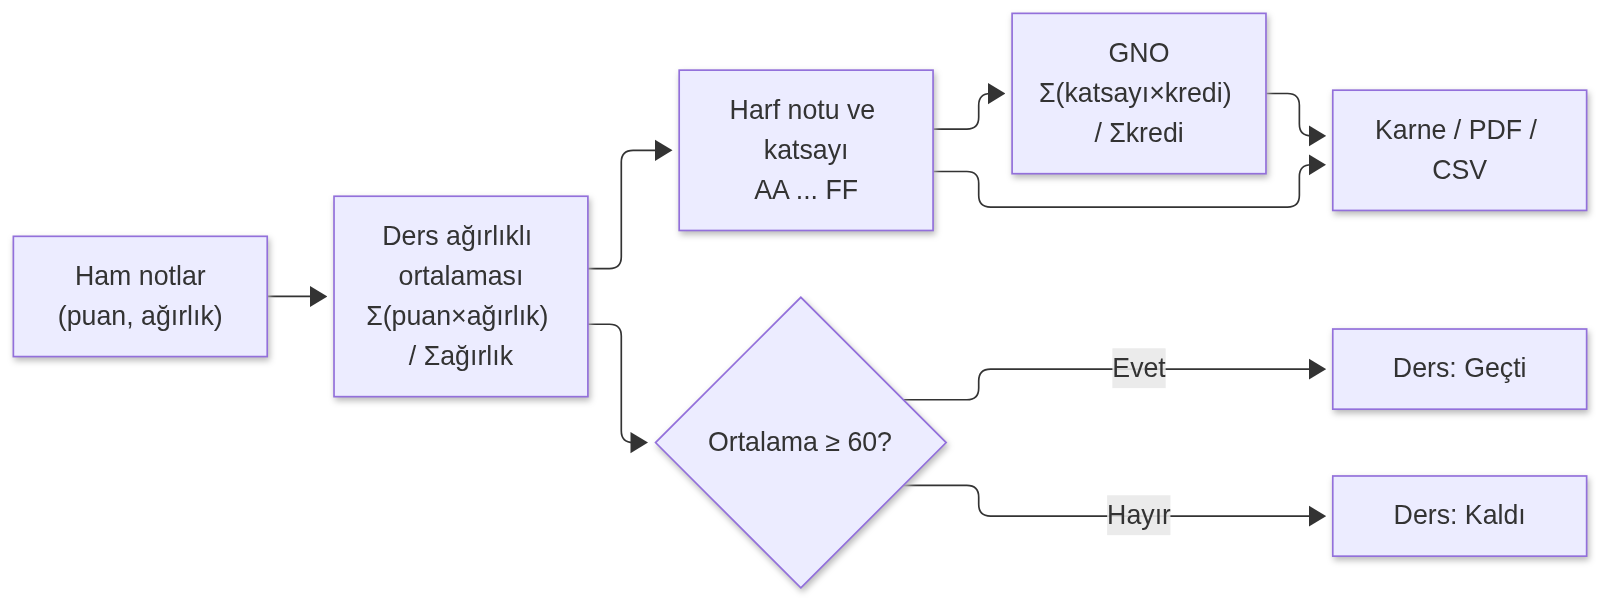 Ham notlar
(puan, ağırlık)
Ders ağırlıklı
ortalaması
Σ(puan×ağırlık)
/ Σağırlık
Harf notu ve
katsayı
AA ... FF
GNO
Σ(katsayı×kredi)
/ Σkredi
Karne / PDF /
CSV
Ortalama ≥ 60?
Evet
Ders: Geçti
Hayır
Ders: Kaldı